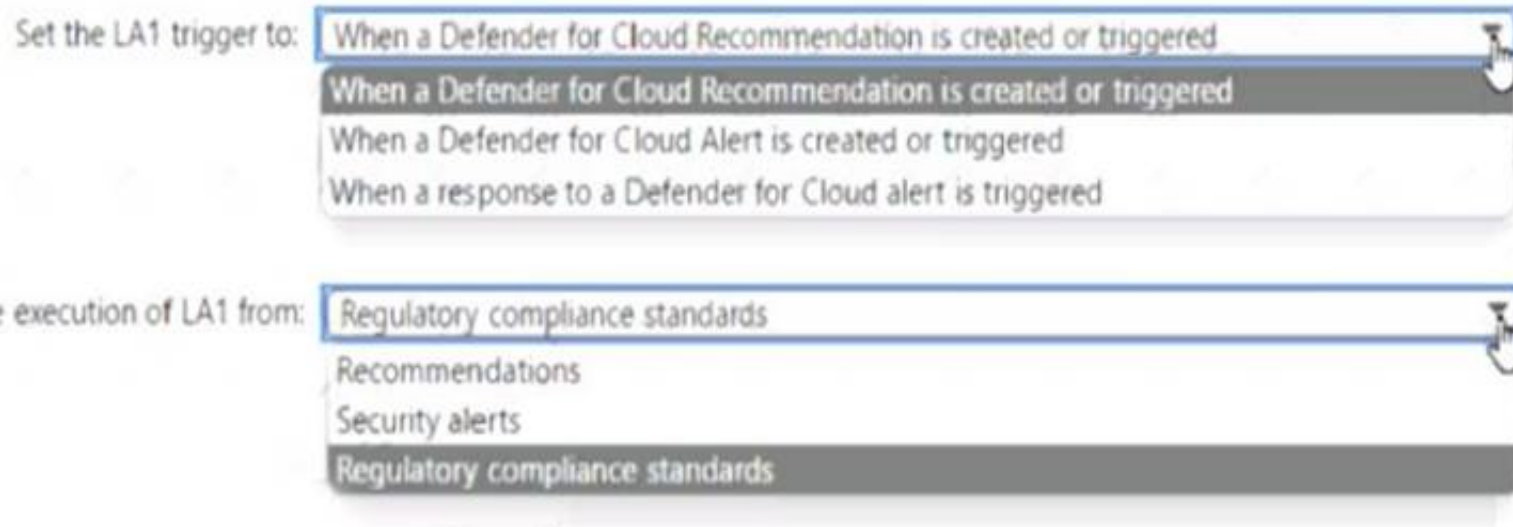 Set the LA1 trigger to: When a Defender for Cloud Recommendation is created or triggered
When a Defender for Cloud Recommendation is created or triggered
When a Defender for Cloud Alert is created or triggered
When a response to a Defender for Cloud alert is triggered
execution of LA1 from: Regulatory compliance standards
Recommendations
Security alerts
Regulatory compliance standards